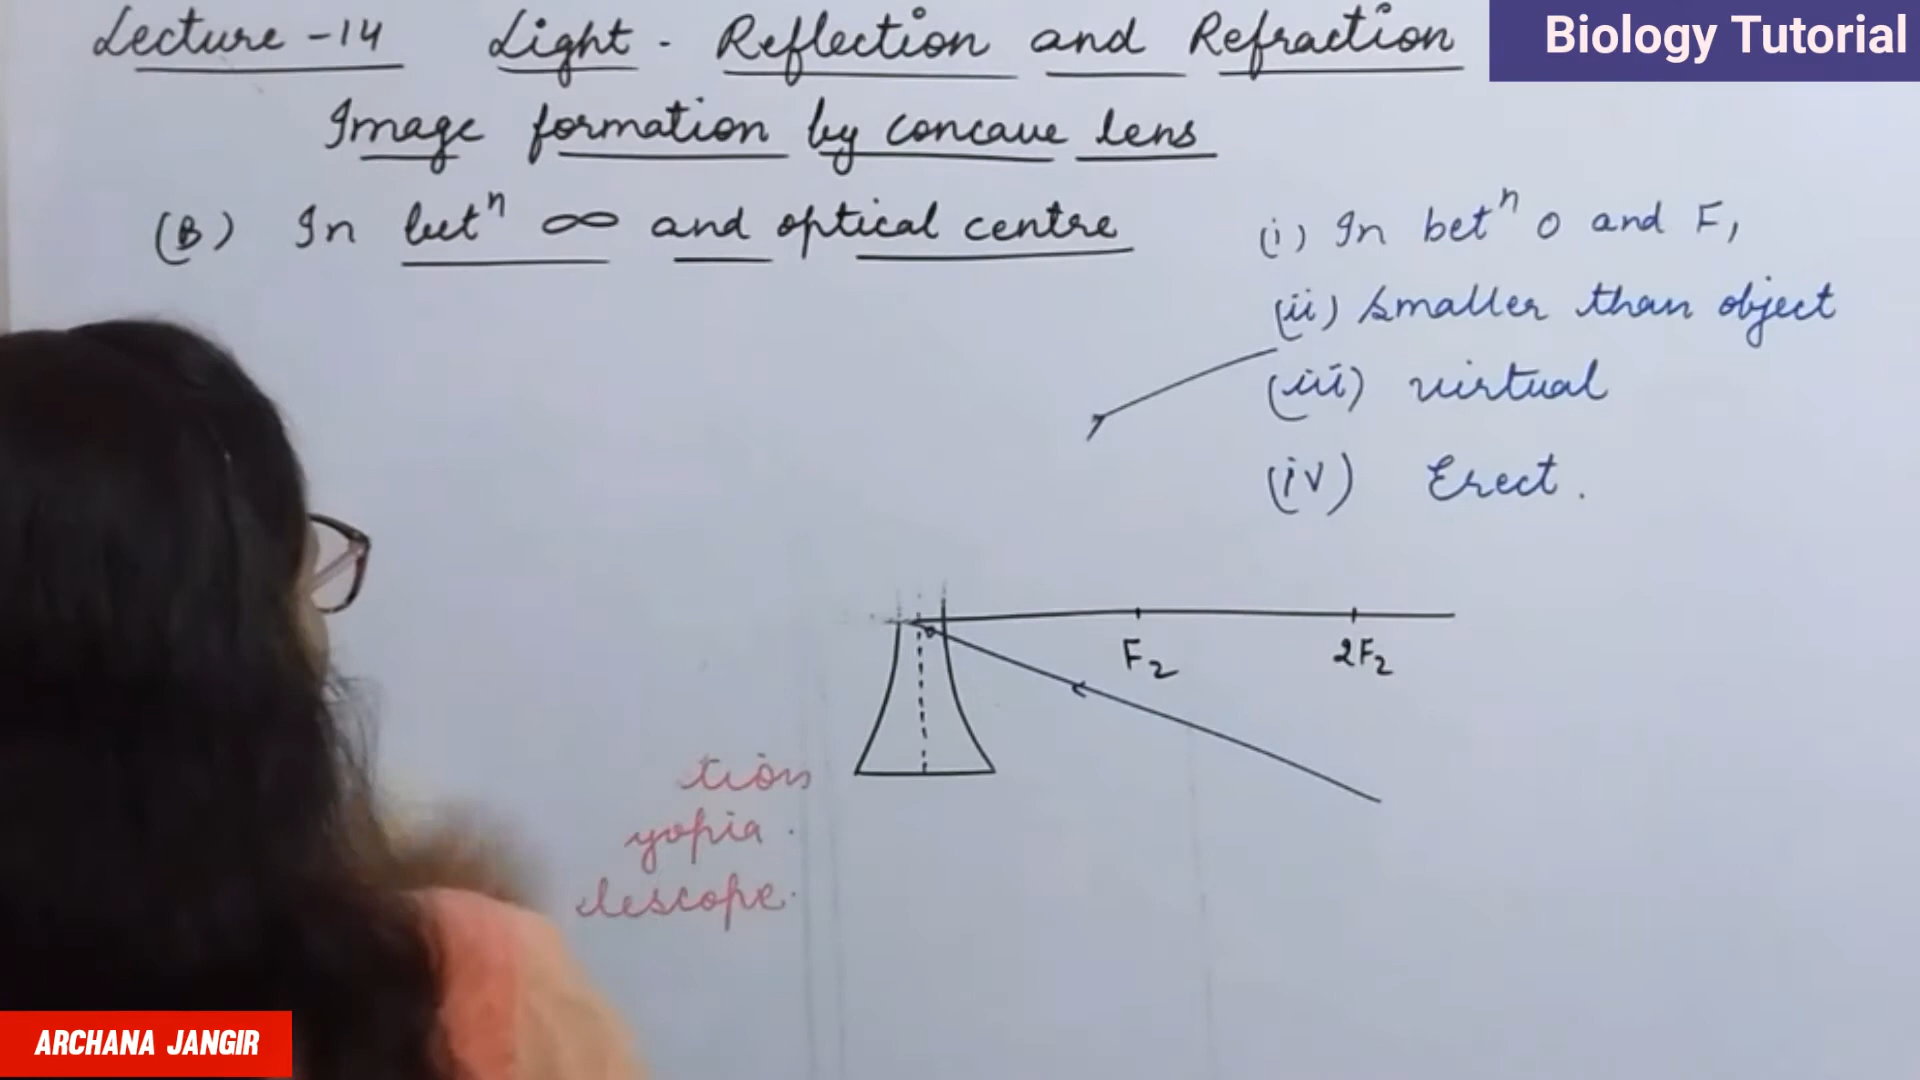 Lecture - 14 Light - Reflection and Refraction
Biology Tutorial
Image formation by concave lens
(B) In betⁿ ∞ and optical centre
(i) In betⁿ O and F₁
(ii) smaller than object
(iii) virtual
(iv) Erect.
F₂ 2F₂
tion
yopia.
lescope.
ARCHANA JANGIR